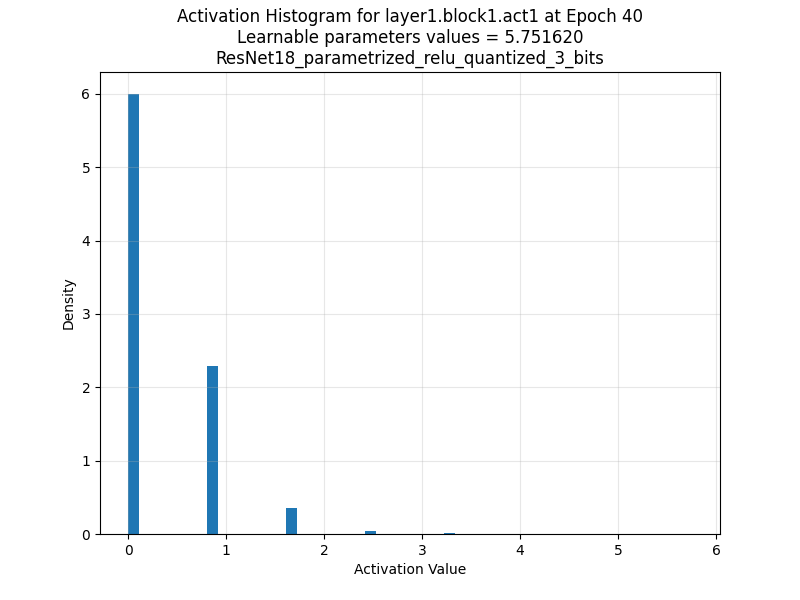 Activation Histogram for layer1.block1.act1 at Epoch 40
Learnable parameters values = 5.751620
ResNet18_parametrized_relu_quantized_3_bits
6
5
4
3
2
1
0
Density
0 1 2 3 4 5 6
Activation Value